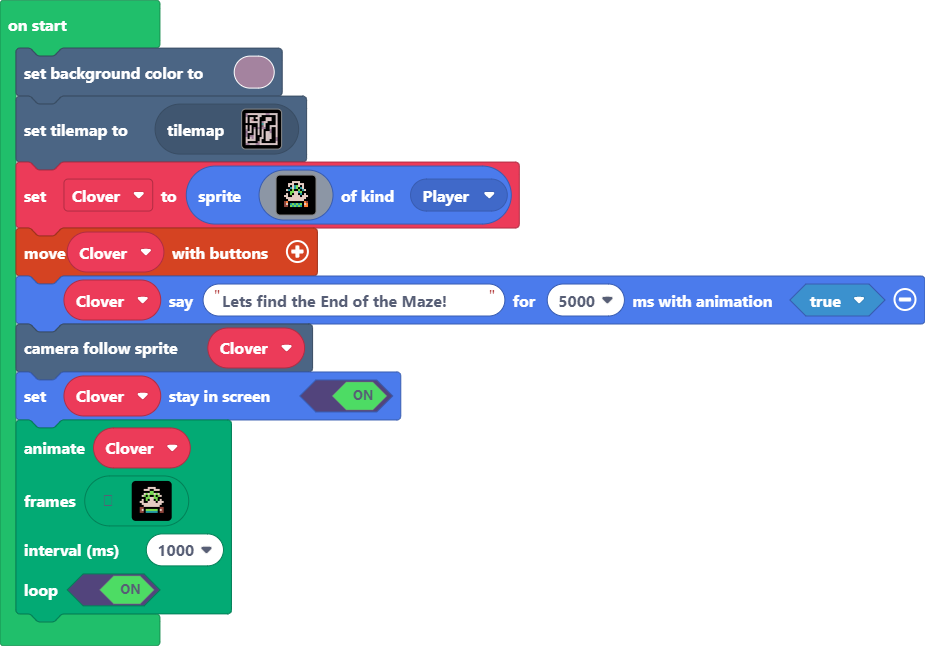 on start
set background color to
set tilemap to tilemap
set Clover to sprite of kind Player
move Clover with buttons
Clover say "Lets find the End of the Maze!" for 5000 ms with animation true
camera follow sprite Clover
set Clover stay in screen ON
animate Clover
frames
interval (ms) 1000
loop ON